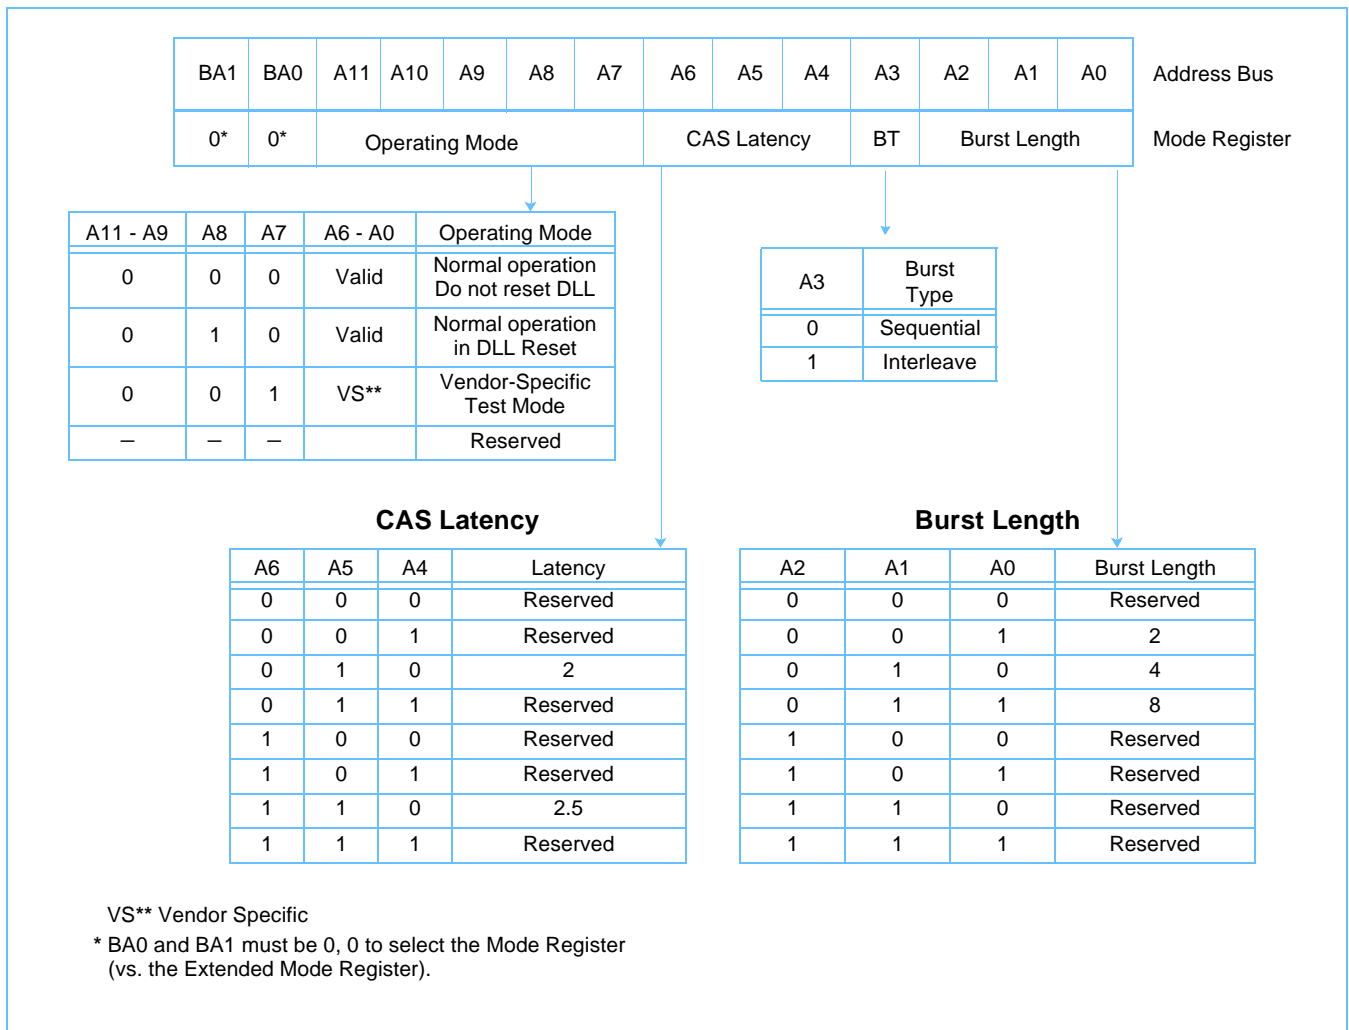 BA1 BA0 A11 A10 A9 A8 A7 A6 A5 A4 A3 A2 A1 A0 Address Bus
0* 0* Operating Mode CAS Latency BT Burst Length Mode Register
A11 - A9 A8 A7 A6 - A0 Operating Mode
0 0 0 Valid Normal operation
Do not reset DLL
0 1 0 Valid Normal operation
in DLL Reset
0 0 1 VS** Vendor-Specific
Test Mode
– – – Reserved
A3 Burst
Type
0 Sequential
1 Interleave
CAS Latency
A6 A5 A4 Latency
0 0 0 Reserved
0 0 1 Reserved
0 1 0 2
0 1 1 Reserved
1 0 0 Reserved
1 0 1 Reserved
1 1 0 2.5
1 1 1 Reserved
Burst Length
A2 A1 A0 Burst Length
0 0 0 Reserved
0 0 1 2
0 1 0 4
0 1 1 8
1 0 0 Reserved
1 0 1 Reserved
1 1 0 Reserved
1 1 1 Reserved
VS** Vendor Specific
* BA0 and BA1 must be 0, 0 to select the Mode Register
(vs. the Extended Mode Register).